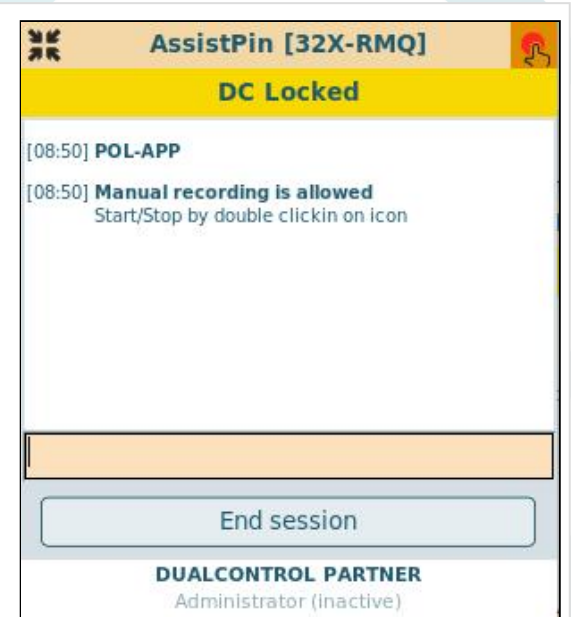 AssistPin [32X-RMQ]
DC Locked
[08:50] POL-APP
[08:50] Manual recording is allowed
Start/Stop by double clickin on icon
End session
DUALCONTROL PARTNER
Administrator (inactive)